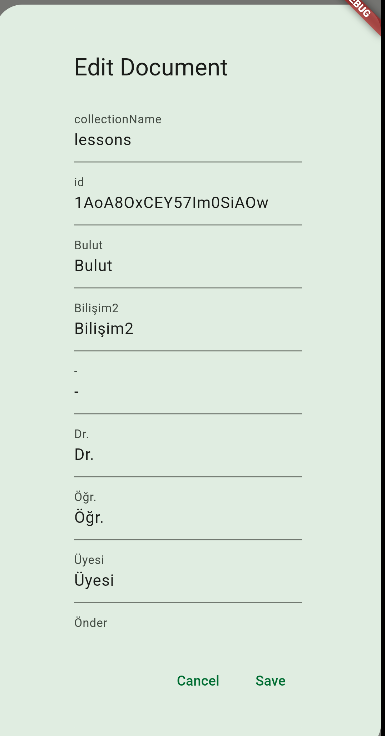 Edit Document
collectionName
lessons
id
1AoA8OxCEY57Im0SiAOw
Bulut
Bulut
Bilişim2
Bilişim2
-
-
Dr.
Dr.
Öğr.
Öğr.
Üyesi
Üyesi
Önder
Cancel Save